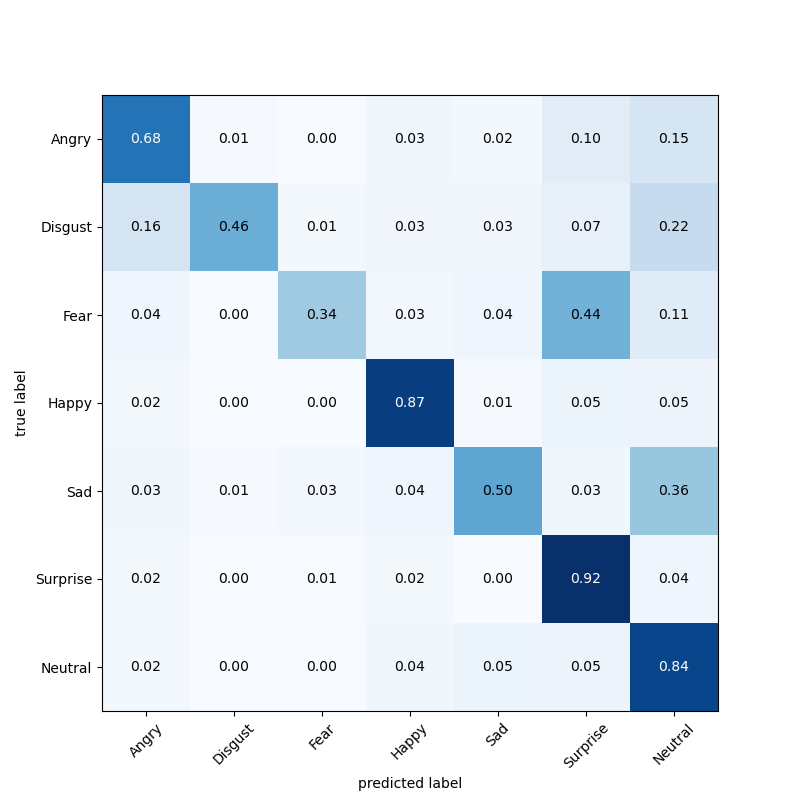 Angry 0.68 0.01 0.00 0.03 0.02 0.10 0.15
Disgust 0.16 0.46 0.01 0.03 0.03 0.07 0.22
Fear 0.04 0.00 0.34 0.03 0.04 0.44 0.11
Happy 0.02 0.00 0.00 0.87 0.01 0.05 0.05
Sad 0.03 0.01 0.03 0.04 0.50 0.03 0.36
Surprise 0.02 0.00 0.01 0.02 0.00 0.92 0.04
Neutral 0.02 0.00 0.00 0.04 0.05 0.05 0.84
true label
Angry Disgust Fear Happy Sad Surprise Neutral
predicted label